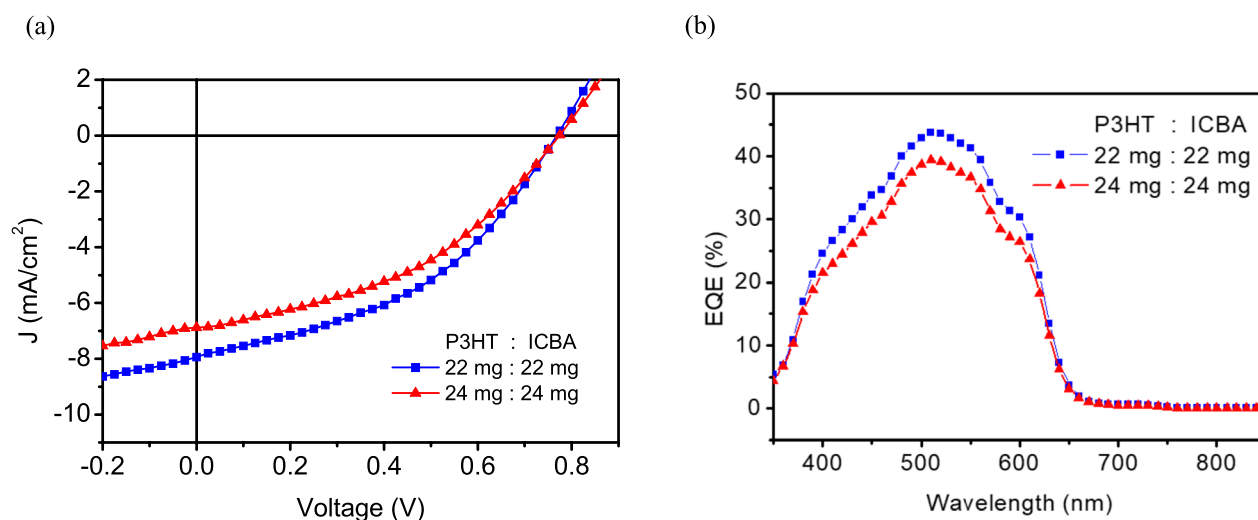 (a)
2
0
-2
-4
-6
-8
-10
J (mA/cm²)
-0.2 0.0 0.2 0.4 0.6 0.8
Voltage (V)
P3HT : ICBA
22 mg : 22 mg
24 mg : 24 mg
(b)
50
40
30
20
10
0
EQE (%)
400 500 600 700 800
Wavelength (nm)
P3HT : ICBA
22 mg : 22 mg
24 mg : 24 mg